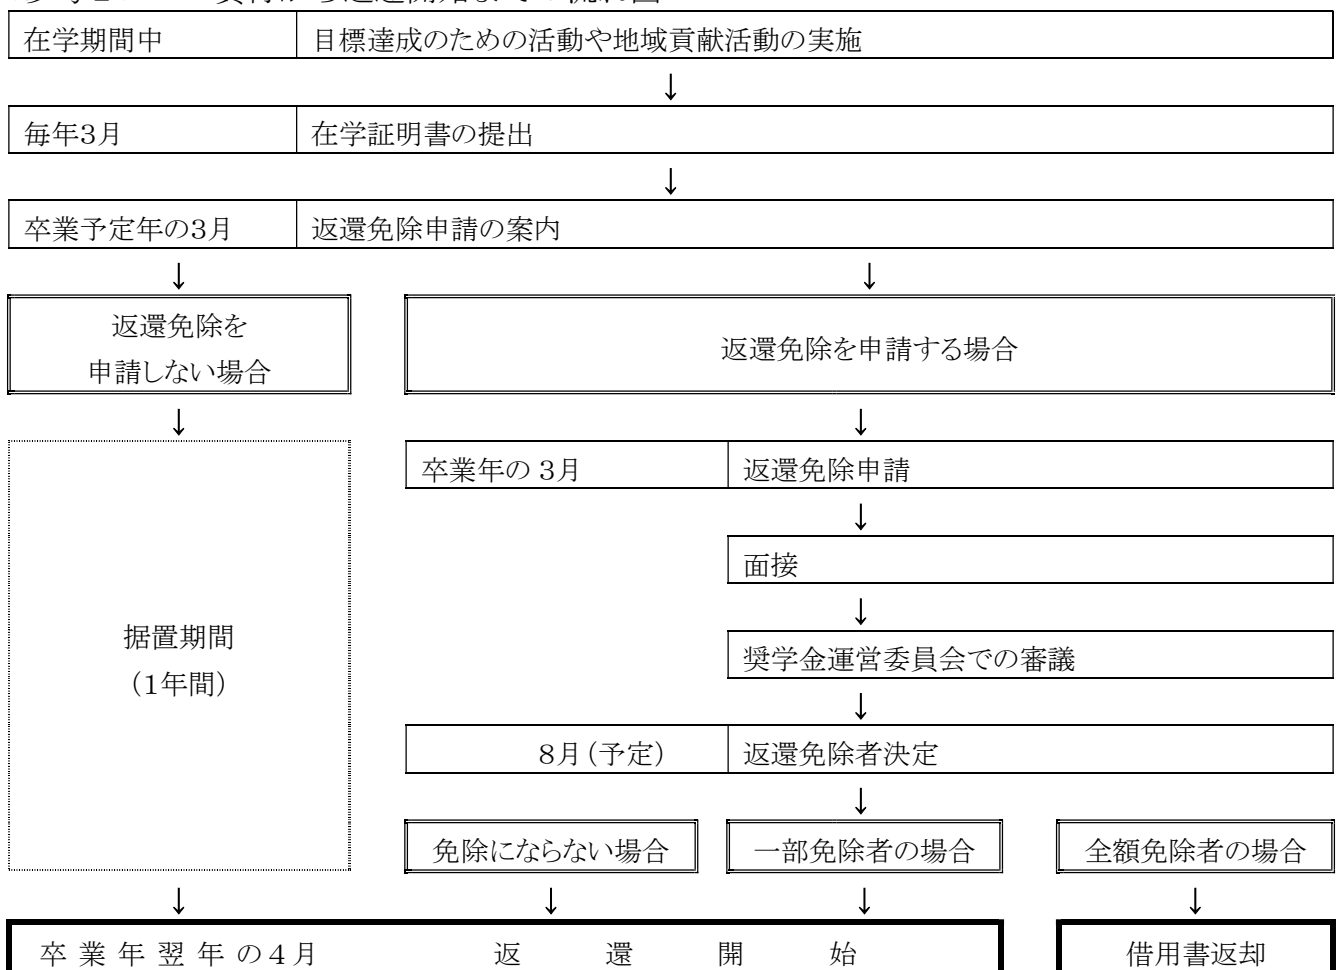 在学期間中 目標達成のための活動や地域貢献活動の実施
↓
毎年3月 在学証明書の提出
↓
卒業予定年の3月 返還免除申請の案内
↓ ↓
返還免除を
申請しない場合
返還免除を申請する場合
↓ ↓
卒業年の 3月 返還免除申請
↓
面接
↓
据置期間
(1年間)
奨学金運営委員会での審議
↓
8月(予定) 返還免除者決定
↓
免除にならない場合 一部免除者の場合 全額免除者の場合
↓ ↓ ↓ ↓
卒業年翌年の4月 返還開始 借用書返却